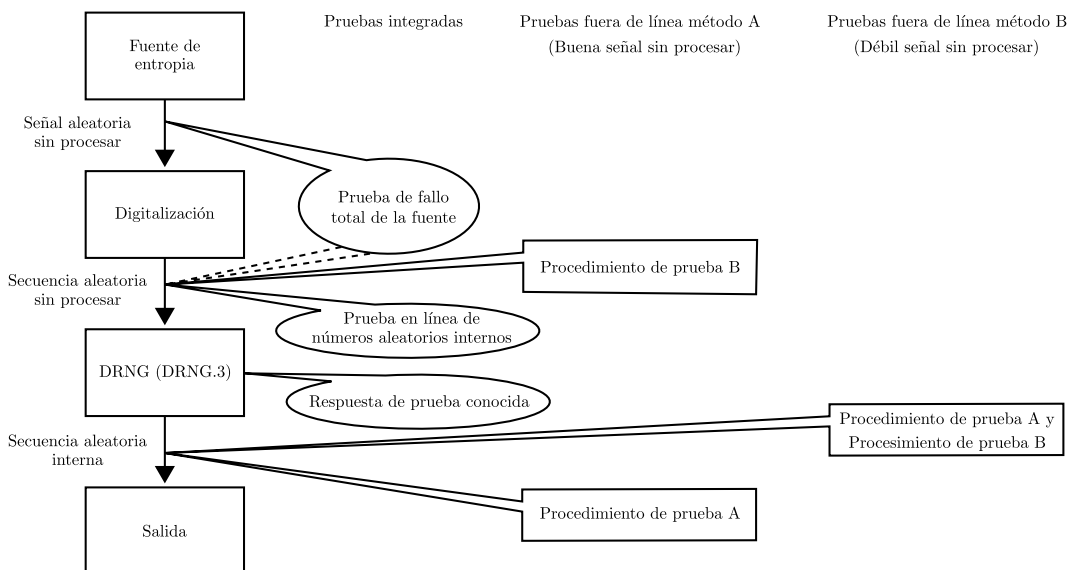 Pruebas integradas
Pruebas fuera de línea método A
(Buena señal sin procesar)
Pruebas fuera de línea método B
(Débil señal sin procesar)
Fuente de
entropia
Señal aleatoria
sin procesar
Prueba de fallo
total de la fuente
Digitalización
Procedimiento de prueba B
Secuencia aleatoria
sin procesar
Prueba en línea de
números aleatorios internos
DRNG (DRNG.3)
Respuesta de prueba conocida
Procedimiento de prueba A y
Procesimiento de prueba B
Secuencia aleatoria
interna
Procedimiento de prueba A
Salida